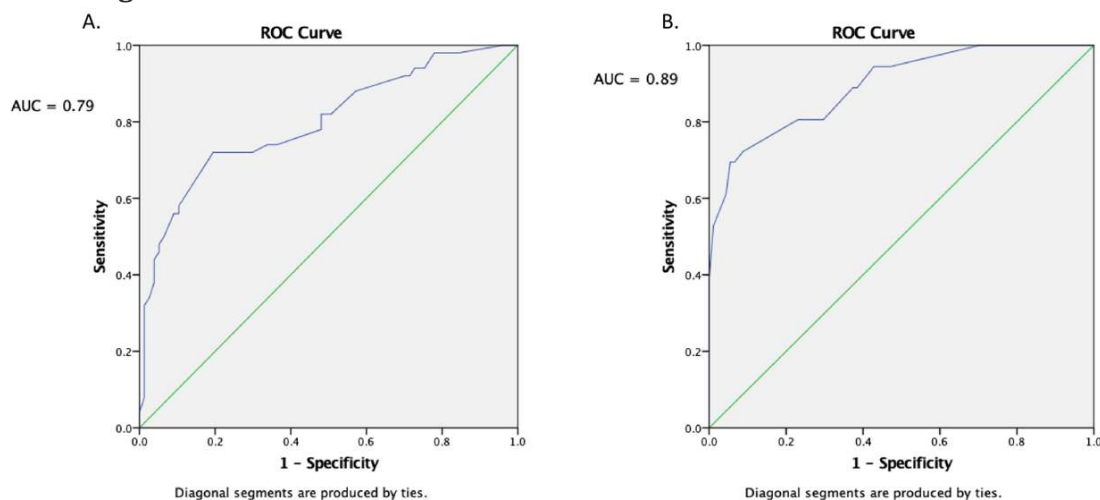 A.
ROC Curve
AUC = 0.79
1.0
0.8
0.6
0.4
0.2
0.0
Sensitivity
0.0 0.2 0.4 0.6 0.8 1.0
1 - Specificity
Diagonal segments are produced by ties.
B.
ROC Curve
AUC = 0.89
1.0
0.8
0.6
0.4
0.2
0.0
Sensitivity
0.0 0.2 0.4 0.6 0.8 1.0
1 - Specificity
Diagonal segments are produced by ties.